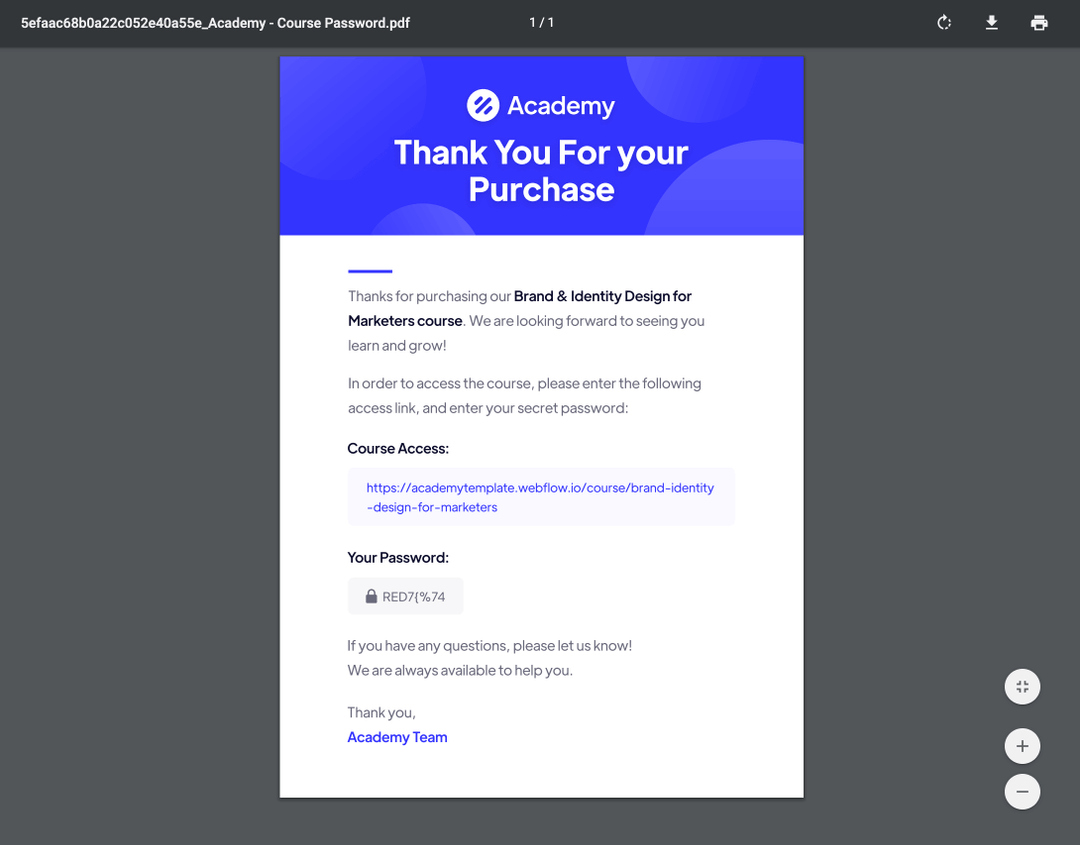 5efaac68b0a22c052e40a55e_Academy - Course Password.pdf
1 / 1
Academy
Thank You For your
Purchase
Thanks for purchasing our Brand & Identity Design for
Marketers course. We are looking forward to seeing you
learn and grow!
In order to access the course, please enter the following
access link, and enter your secret password:
Course Access:
https://academytemplate.webflow.io/course/brand-identity
-design-for-marketers
Your Password:
RED7{%74
If you have any questions, please let us know!
We are always available to help you.
Thank you,
Academy Team